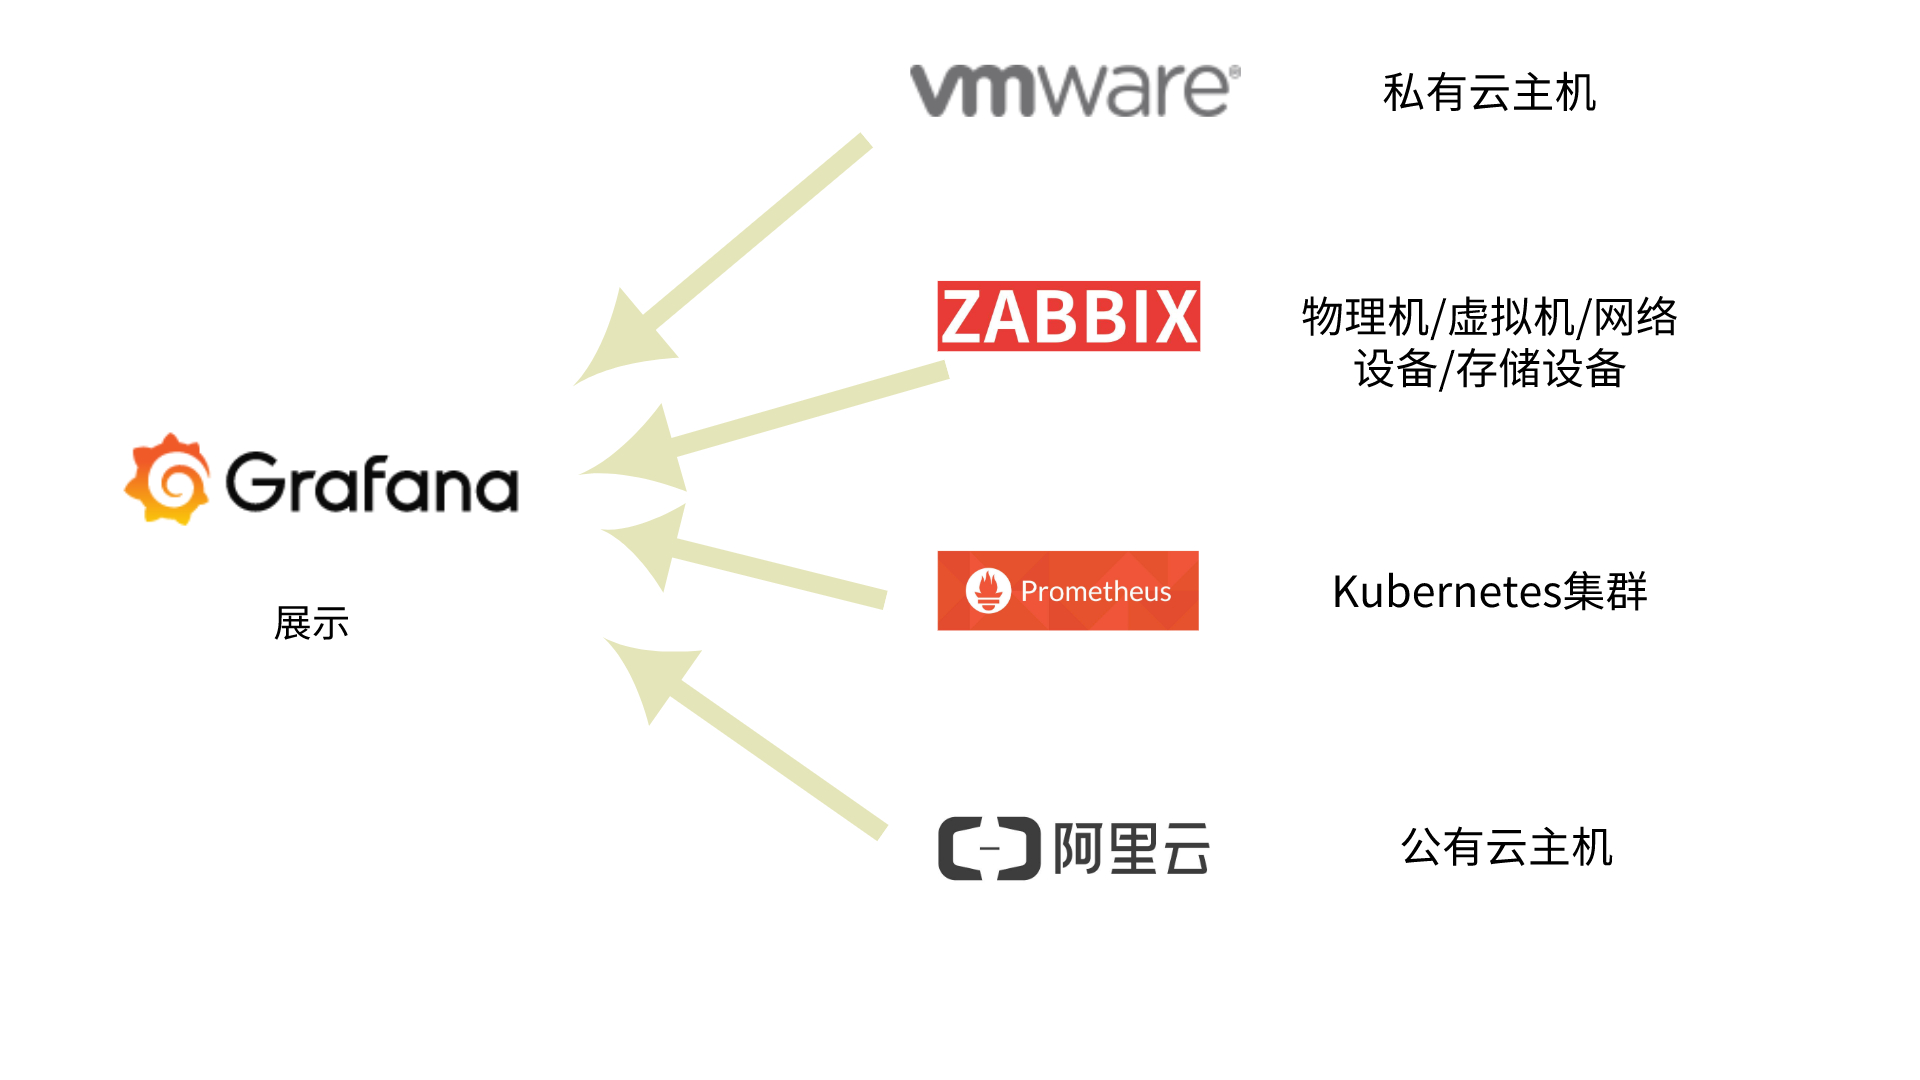 vmware®
私有云主机
ZABBIX
物理机/虚拟机/网络
设备/存储设备
Grafana
展示
Prometheus
Kubernetes集群
阿里云
公有云主机